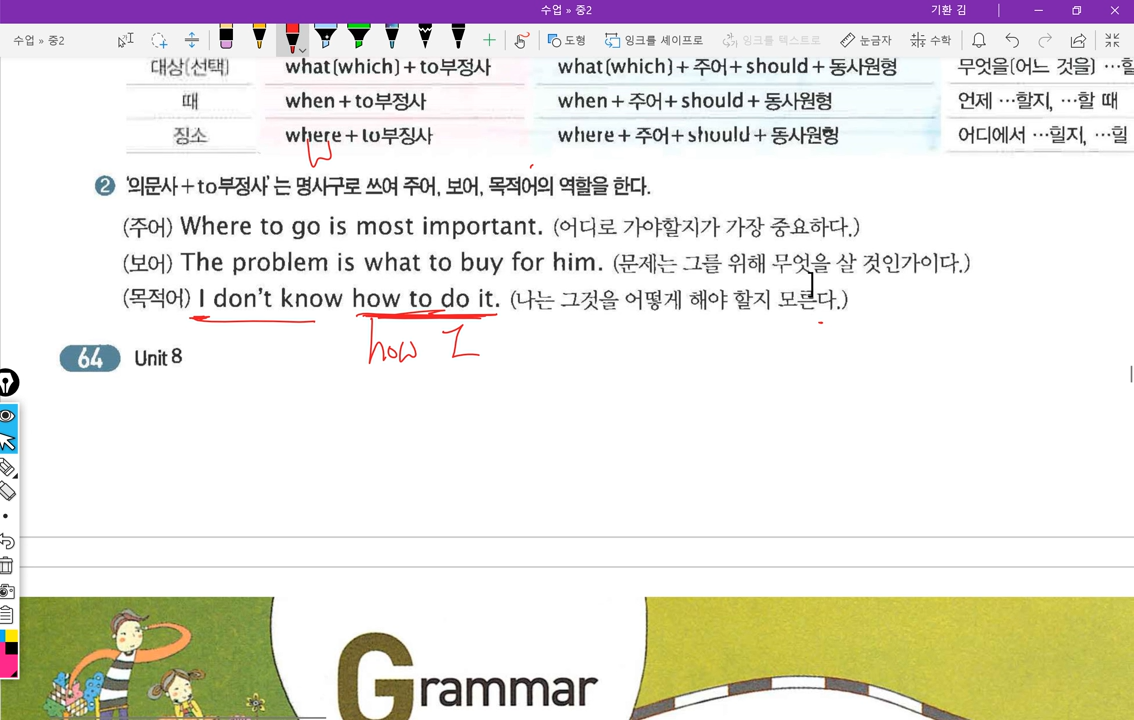 수업 » 중2
기환 김
수업 » 중2
도형 잉크를 셰이프로 잉크를 텍스트로 눈금자 수학
대상(선택) what(which)+to부정사 what(which)+주어+should+동사원형 무엇을(어느 것을) …할
때 when+to부정사 when+주어+should+동사원형 언제 …할지, …할 때
장소 where+to부정사 where+주어+should+동사원형 어디에서 …할지, …할
W
2 '의문사+to부정사'는 명사구로 쓰여 주어, 보어, 목적어의 역할을 한다.
(주어) Where to go is most important. (어디로 가야할지가 가장 중요하다.)
(보어) The problem is what to buy for him. (문제는 그를 위해 무엇을 살 것인가이다.)
(목적어) I don't know how to do it. (나는 그것을 어떻게 해야 할지 모른다.)
how I
64 Unit 8
Grammar